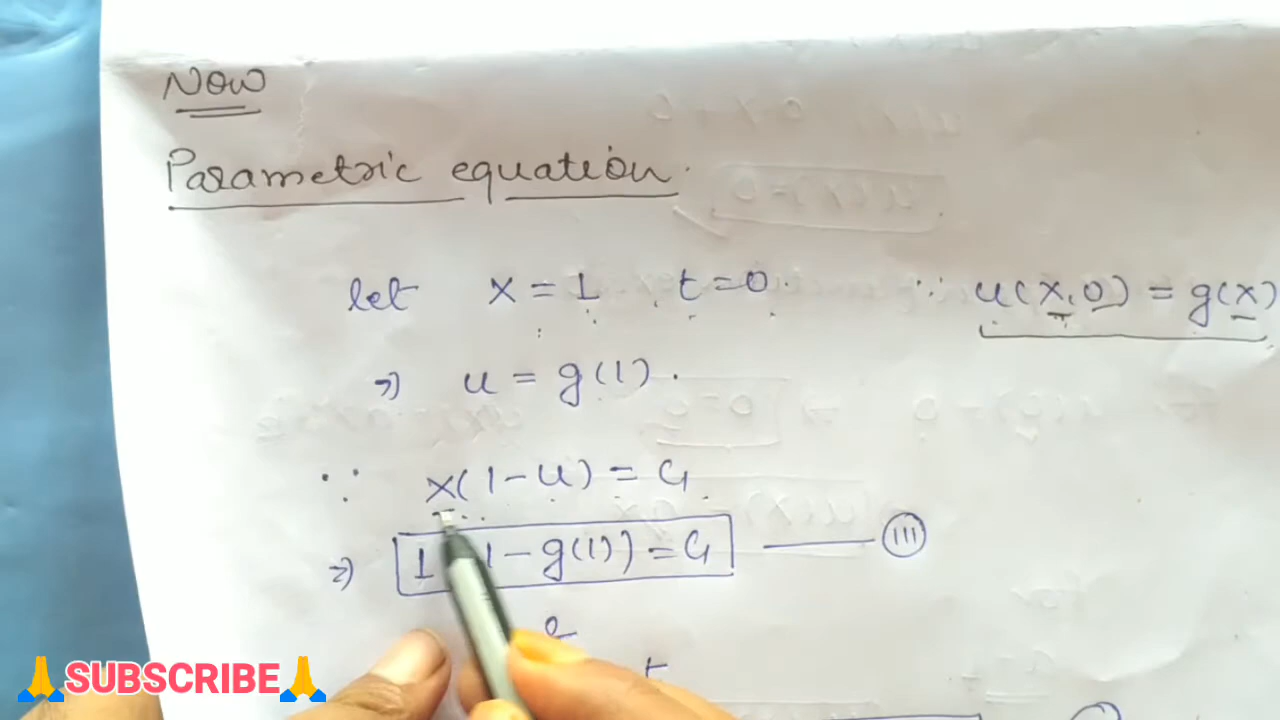 Now
Parametric equation.
let x = 1 , t = 0. ∵ u(x,0) = g(x)
⇒ u = g(1).
∵ x(1-u) = C₁
⇒ 1 1-g(1)) = C₁ (III)
t
🙏SUBSCRIBE🙏